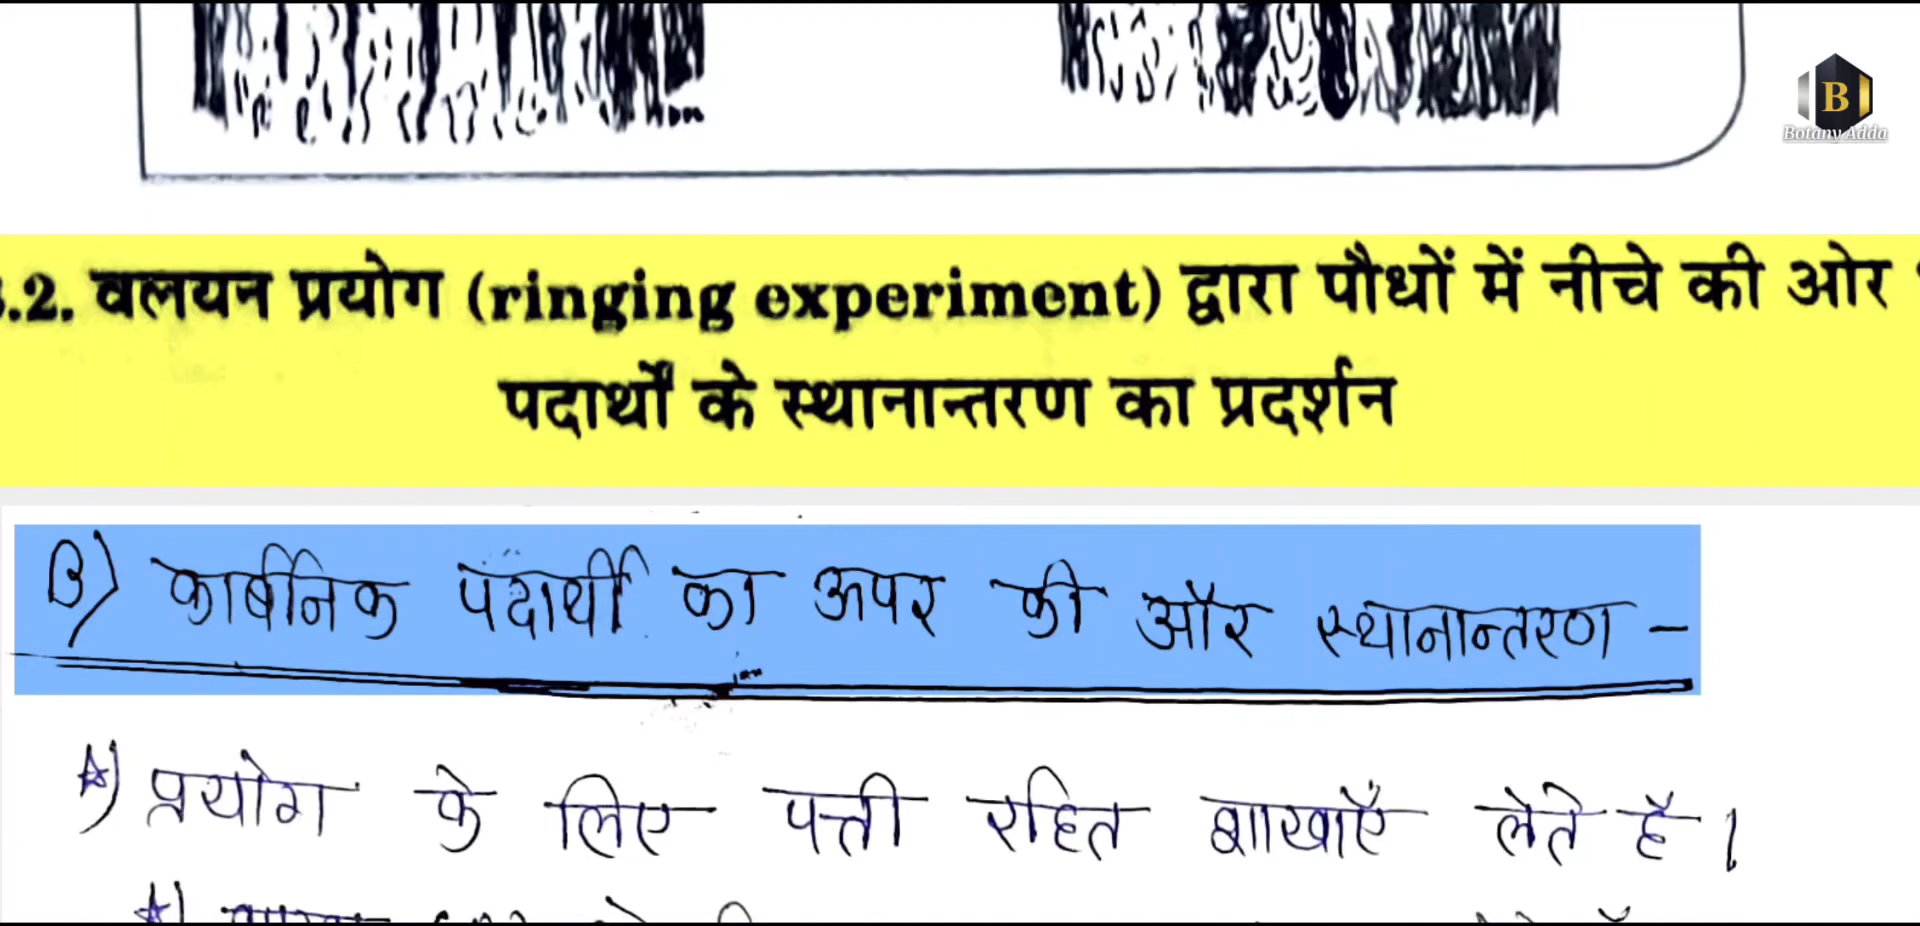 B
Botany Adda
.2. वलयन प्रयोग (ringing experiment) द्वारा पौधों में नीचे की ओर
पदार्थों के स्थानान्तरण का प्रदर्शन
B) कार्बनिक पदार्थी का ऊपर की और स्थानान्तरण -
प्रयोग के लिए पत्ती रहित शाखाएँ लेते है।